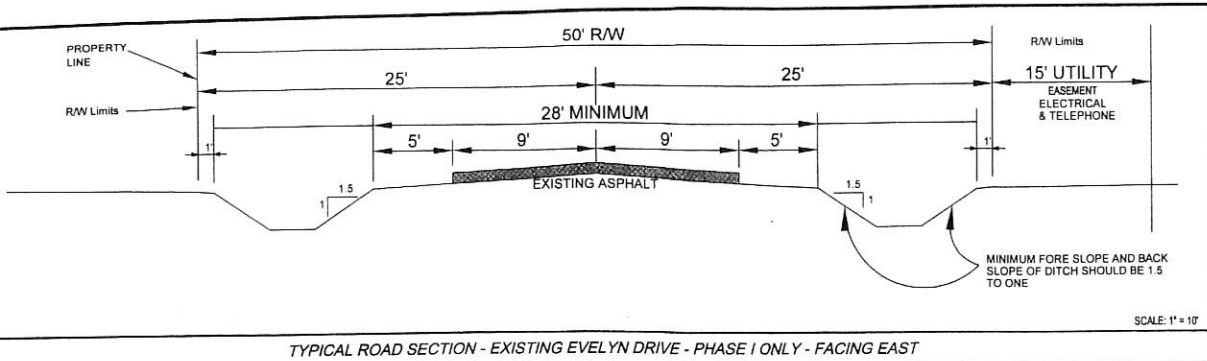 50' R/W
PROPERTY
LINE
R/W Limits
25'
25'
R/W Limits
15' UTILITY
EASEMENT
ELECTRICAL
& TELEPHONE
28' MINIMUM
1'
5'
9'
9'
5'
1'
EXISTING ASPHALT
1.5
1
1.5
1
MINIMUM FORE SLOPE AND BACK
SLOPE OF DITCH SHOULD BE 1.5
TO ONE
SCALE: 1" = 10'
TYPICAL ROAD SECTION - EXISTING EVELYN DRIVE - PHASE I ONLY - FACING EAST